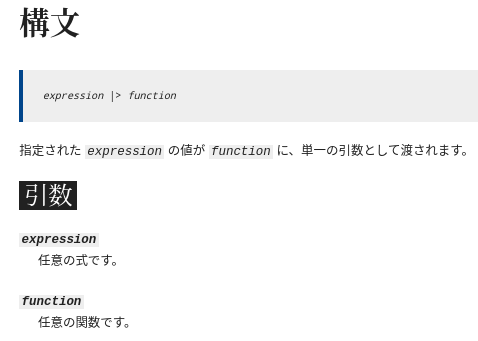 構文
expression |> function
指定された expression の値が function に、単一の引数として渡されます。
引数
expression
任意の式です。
function
任意の関数です。